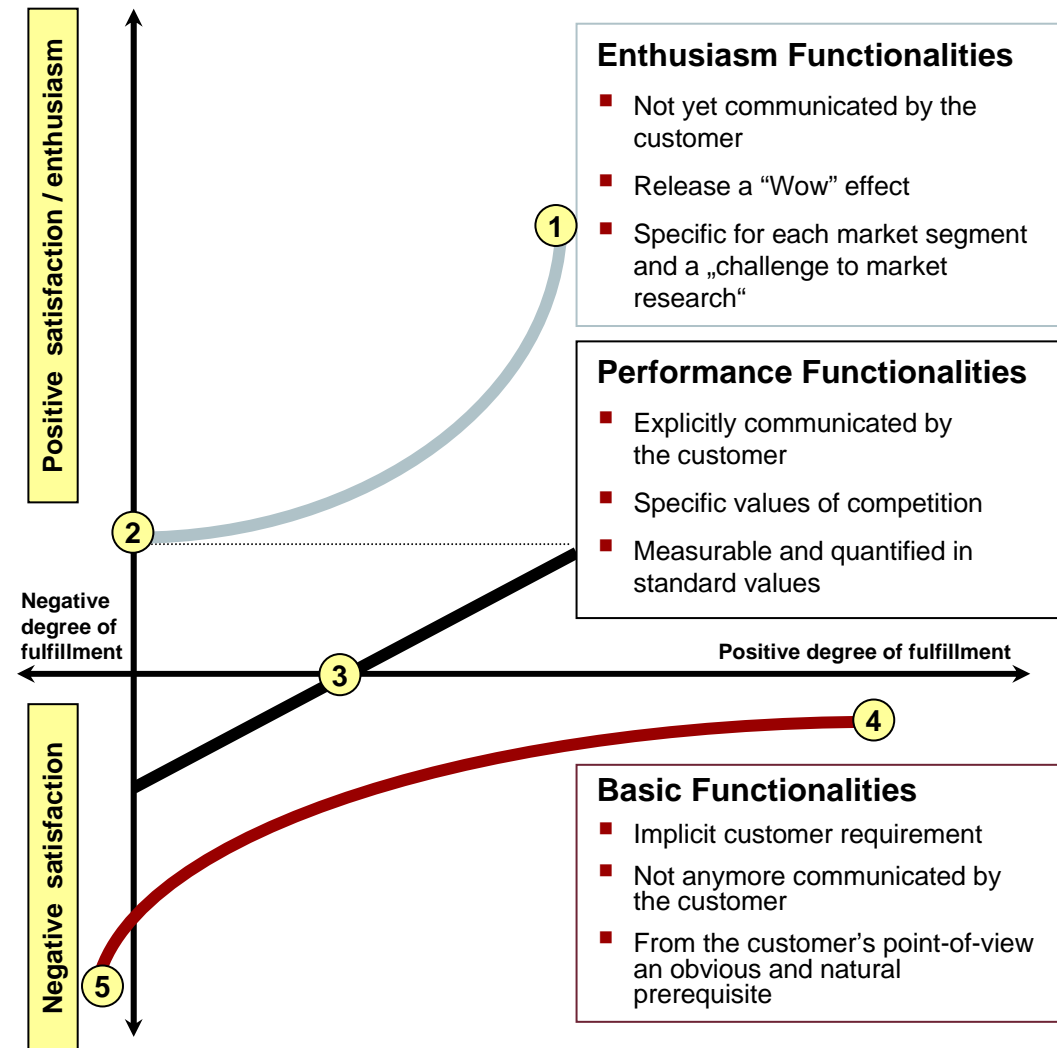 Positive satisfaction / enthusiasm
Enthusiasm Functionalities
Not yet communicated by the
customer
Release a “Wow” effect
Specific for each market segment
and a „challenge to market
research“
1
Performance Functionalities
Explicitly communicated by
the customer
Specific values of competition
Measurable and quantified in
standard values
2
Negative
degree of
fulfillment
Positive degree of fulfillment
3
4
Negative satisfaction
Basic Functionalities
Implicit customer requirement
Not anymore communicated by
the customer
From the customer’s point-of-view
an obvious and natural
prerequisite
5